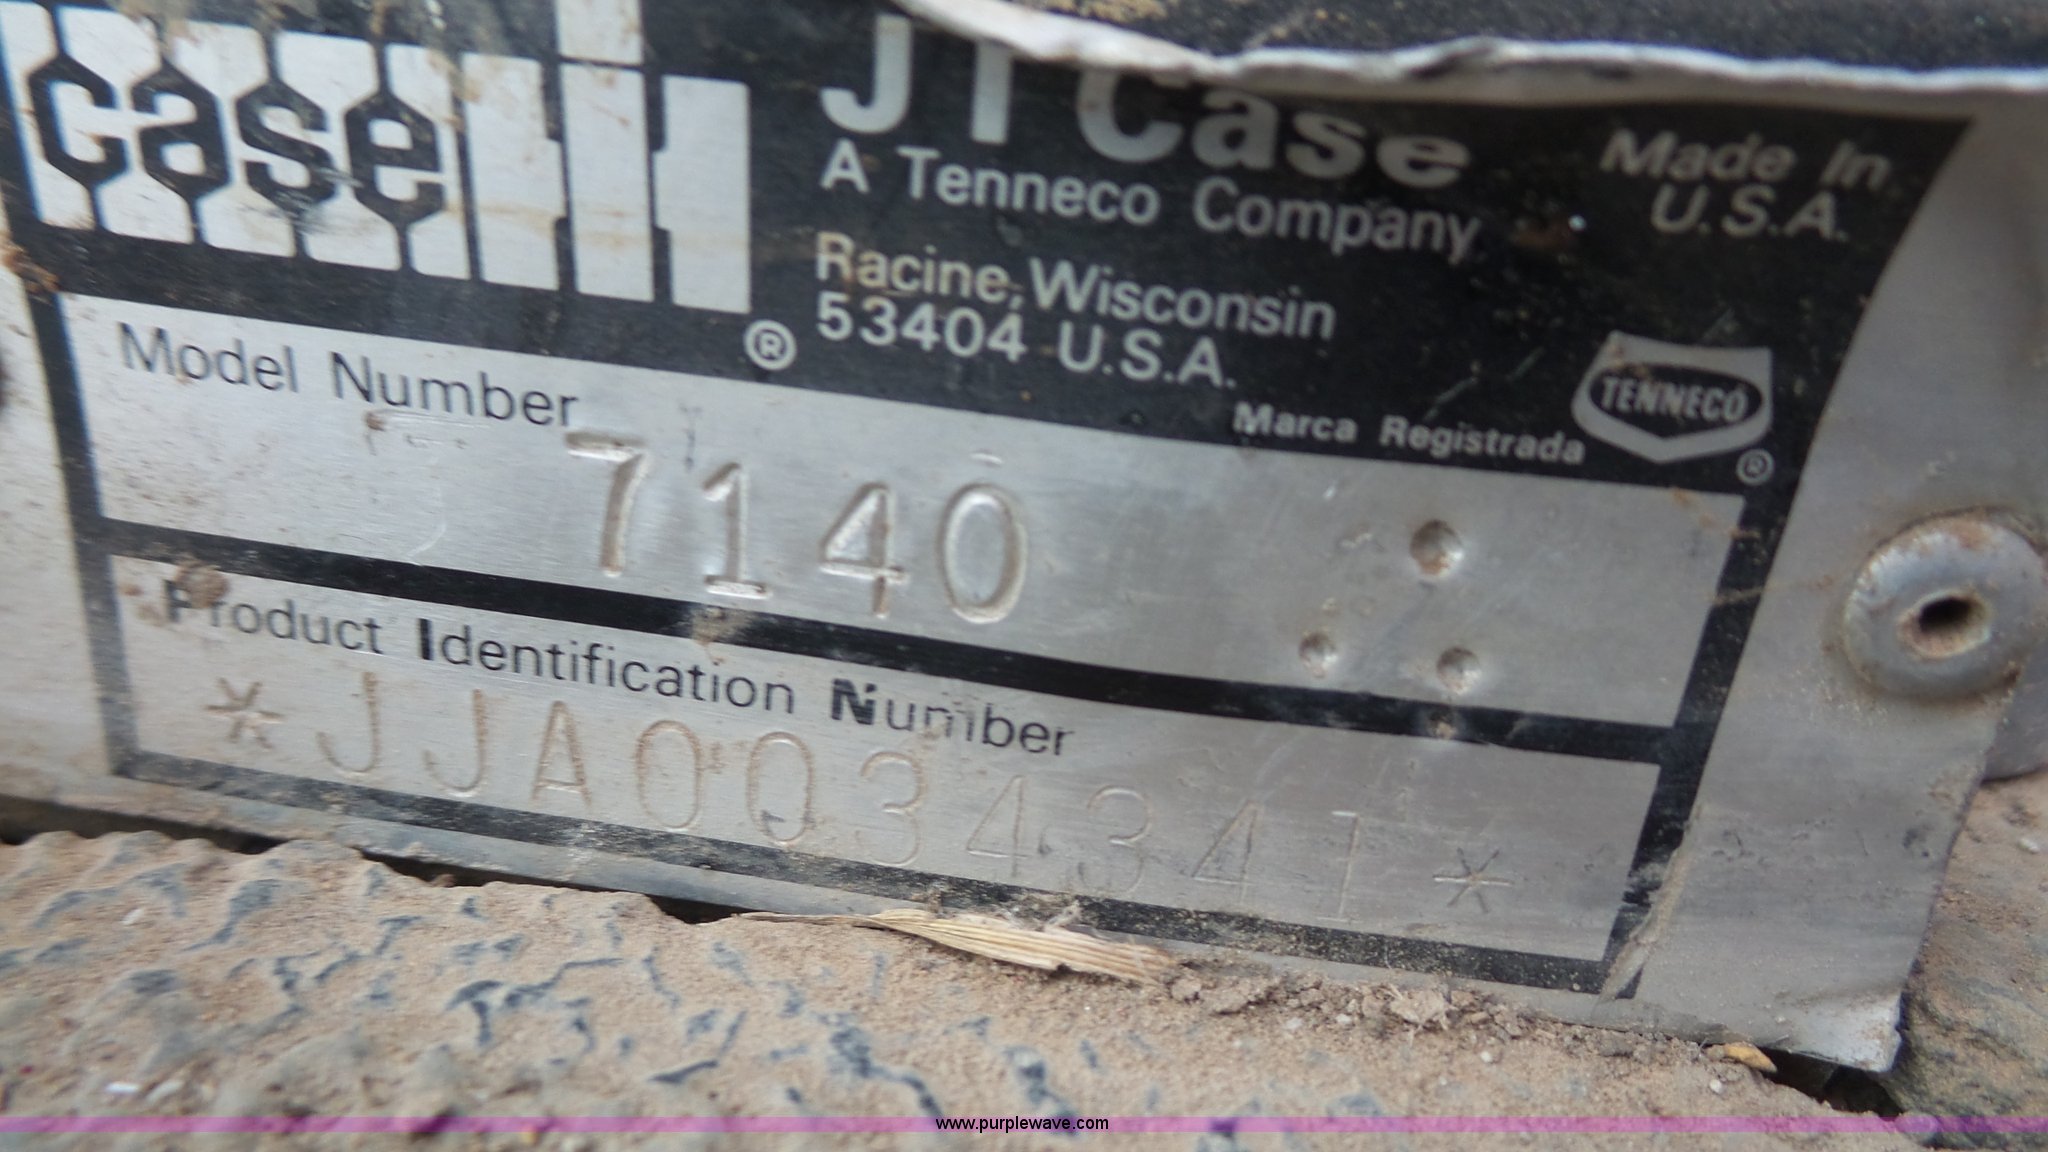 case IH ®
J I Case
A Tenneco Company
Racine, Wisconsin
53404 U.S.A.
Made In
U.S.A.
TENNECO ®
Marca Registrada
Model Number
7140
Product Identification Number
*JJA0034341*
www.purplewave.com